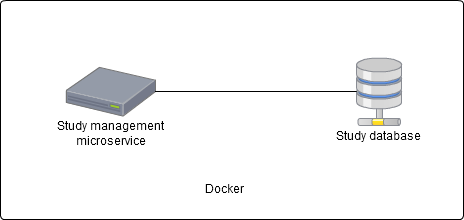 Study management
microservice
Study database
Docker